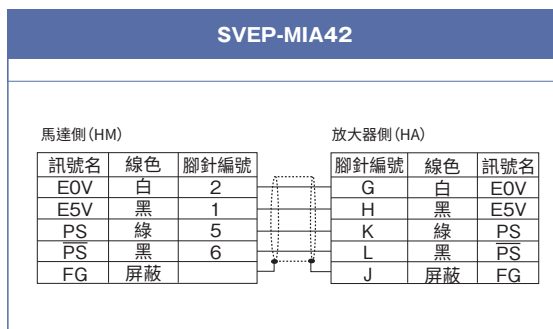 SVEP-MIA42
馬達側(HM)
訊號名 線色 腳針編號
E0V 白 2
E5V 黑 1
PS 綠 5
P̅S̅ 黑 6
FG 屏蔽
放大器側(HA)
腳針編號 線色 訊號名
G 白 E0V
H 黑 E5V
K 綠 PS
L 黑 P̅S̅
J 屏蔽 FG